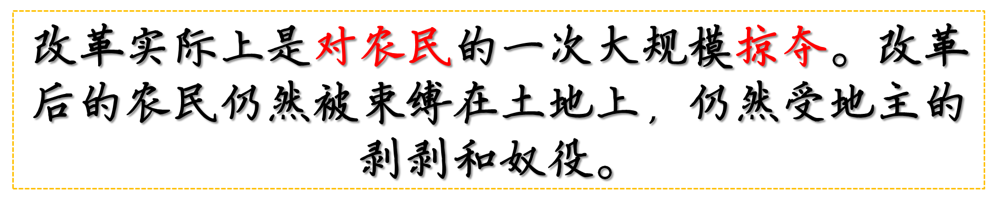 改革实际上是对农民的一次大规模掠夺。改革
后的农民仍然被束缚在土地上，仍然受地主的
剥剥和奴役。